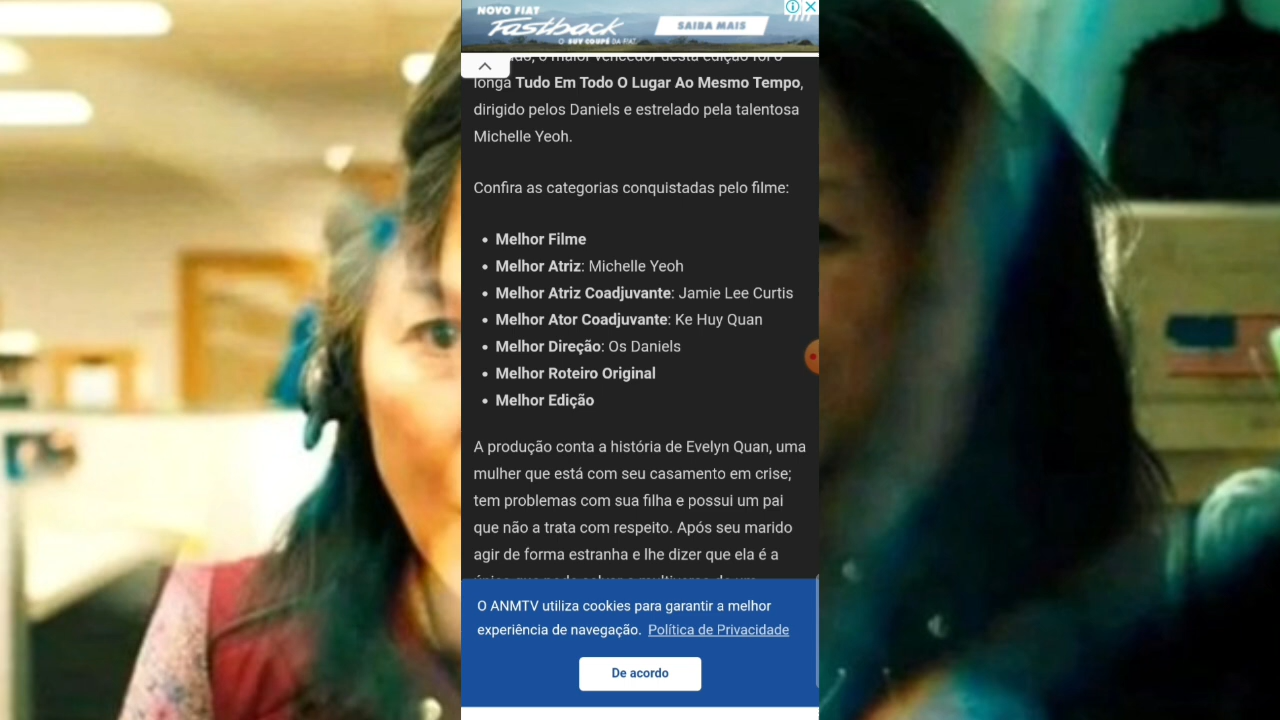 NOVO FIAT
Fastback
O SUV COUPÉ DA FIAT
SAIBA MAIS
o maior vencedor desta edição foi o
longa Tudo Em Todo O Lugar Ao Mesmo Tempo,
dirigido pelos Daniels e estrelado pela talentosa
Michelle Yeoh.
Confira as categorias conquistadas pelo filme:
• Melhor Filme
• Melhor Atriz: Michelle Yeoh
• Melhor Atriz Coadjuvante: Jamie Lee Curtis
• Melhor Ator Coadjuvante: Ke Huy Quan
• Melhor Direção: Os Daniels
• Melhor Roteiro Original
• Melhor Edição
A produção conta a história de Evelyn Quan, uma
mulher que está com seu casamento em crise;
tem problemas com sua filha e possui um pai
que não a trata com respeito. Após seu marido
agir de forma estranha e lhe dizer que ela é a
O ANMTV utiliza cookies para garantir a melhor
experiência de navegação. Política de Privacidade
De acordo